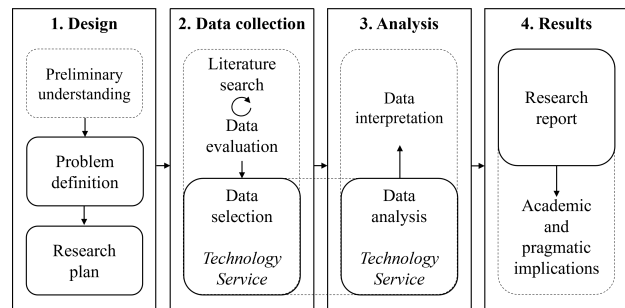 1. Design
Preliminary
understanding
Problem
definition
Research
plan
2. Data collection
Literature
search
Data
evaluation
Data
selection
Technology
Service
3. Analysis
Data
interpretation
Data
analysis
Technology
Service
4. Results
Research
report
Academic
and
pragmatic
implications